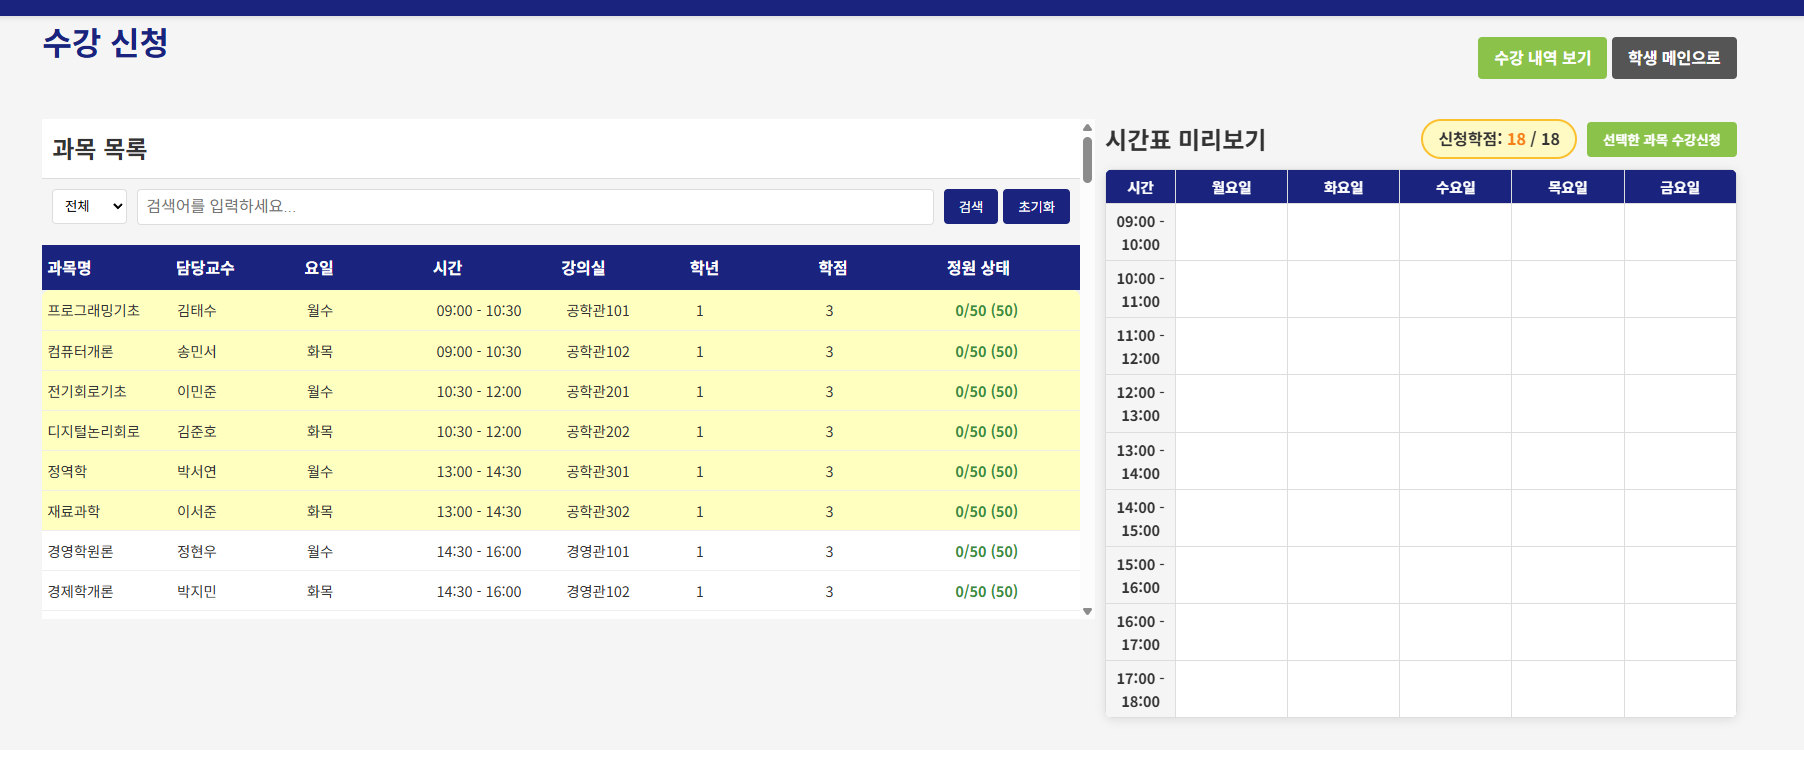 수강 신청
수강 내역 보기 학생 메인으로
과목 목록
전체 검색어를 입력하세요... 검색 초기화
과목명 담당교수 요일 시간 강의실 학년 학점 정원 상태
프로그래밍기초 김태수 월수 09:00 - 10:30 공학관101 1 3 0/50 (50)
컴퓨터개론 송민서 화목 09:00 - 10:30 공학관102 1 3 0/50 (50)
전기회로기초 이민준 월수 10:30 - 12:00 공학관201 1 3 0/50 (50)
디지털논리회로 김준호 화목 10:30 - 12:00 공학관202 1 3 0/50 (50)
정역학 박서연 월수 13:00 - 14:30 공학관301 1 3 0/50 (50)
재료과학 이서준 화목 13:00 - 14:30 공학관302 1 3 0/50 (50)
경영학원론 정현우 월수 14:30 - 16:00 경영관101 1 3 0/50 (50)
경제학개론 박지민 화목 14:30 - 16:00 경영관102 1 3 0/50 (50)
시간표 미리보기 신청학점: 18 / 18 선택한 과목 수강신청
시간 월요일 화요일 수요일 목요일 금요일
09:00 -
10:00
10:00 -
11:00
11:00 -
12:00
12:00 -
13:00
13:00 -
14:00
14:00 -
15:00
15:00 -
16:00
16:00 -
17:00
17:00 -
18:00